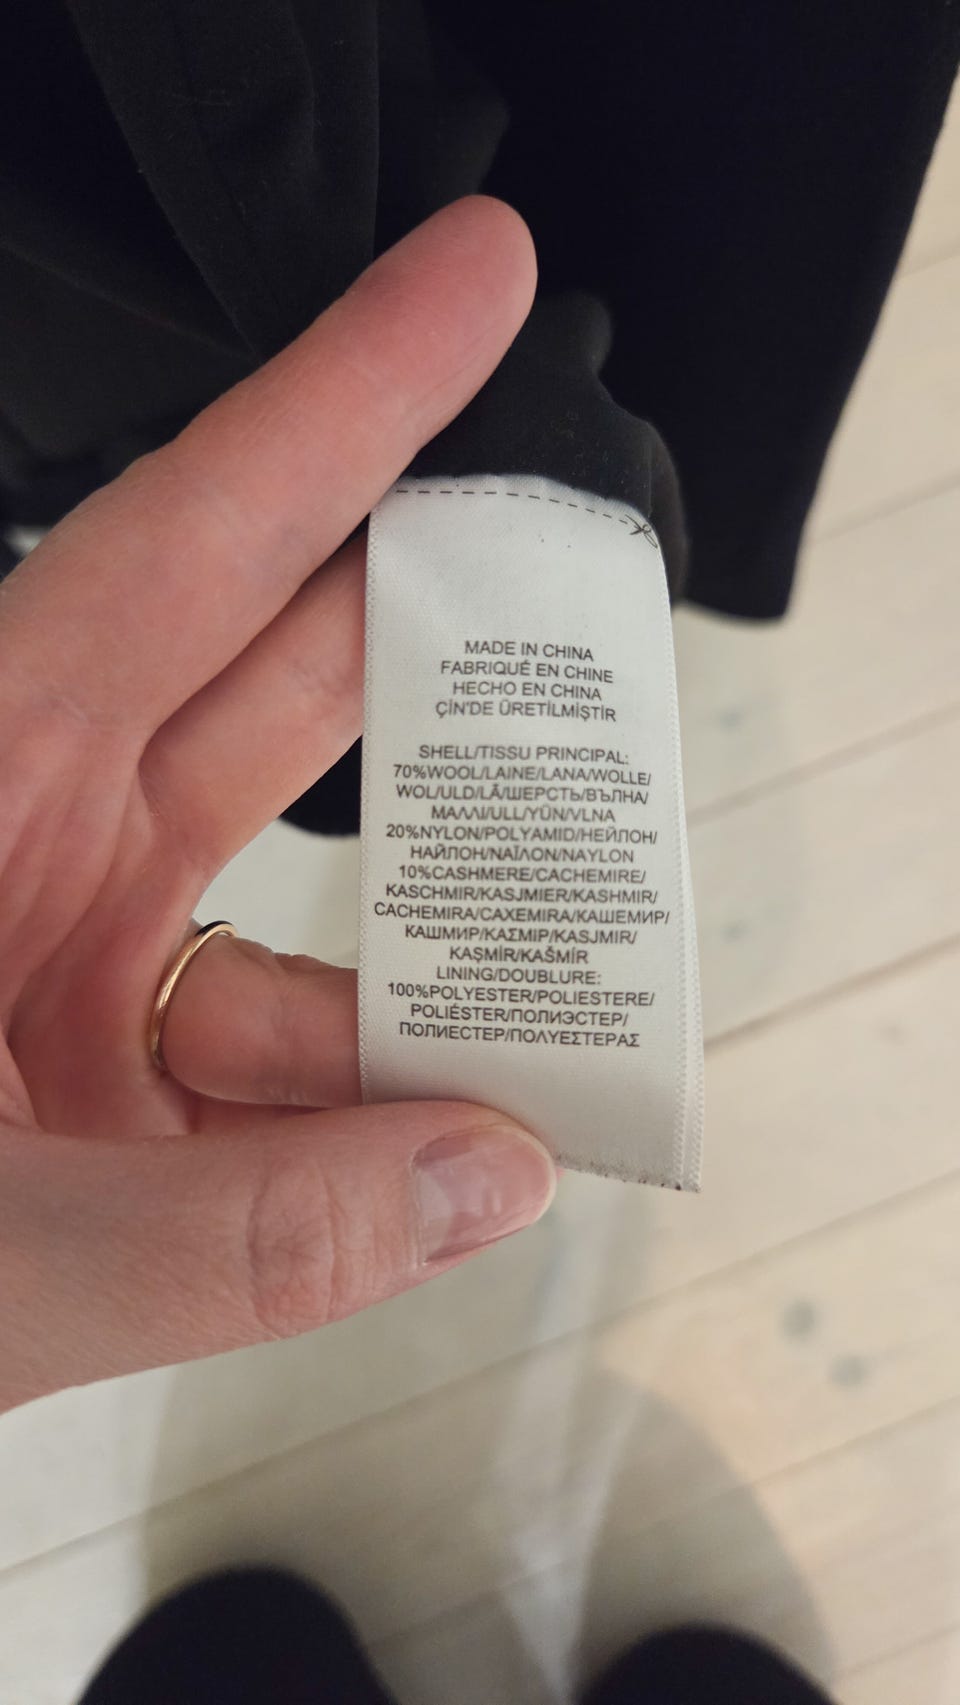 MADE IN CHINA
FABRIQUÉ EN CHINE
HECHO EN CHINA
ÇİN'DE ÜRETİLMİŞTİR
SHELL/TISSU PRINCIPAL:
70%WOOL/LAINE/LANA/WOLLE/
WOL/ULD/LÃ/ШЕРСТЬ/ВЪЛНА/
ΜΑΛΛΙ/ULL/YÜN/VLNA
20%NYLON/POLYAMID/НЕЙЛОН/
НАЙЛОН/ΝΑΪΛΟΝ/NAYLON
10%CASHMERE/CACHEMIRE/
KASCHMIR/KASJMIER/KASHMIR/
CACHEMIRA/CAXEMIRA/КАШЕМИР/
КАШМИР/ΚΑΣΜΙΡ/KASJMIR/
KAŞMİR/KAŠMÍR
LINING/DOUBLURE:
100%POLYESTER/POLIESTERE/
POLIÉSTER/ПОЛИЭСТЕР/
ПОЛИЕСТЕР/ΠΟΛΥΕΣΤΕΡΑΣ